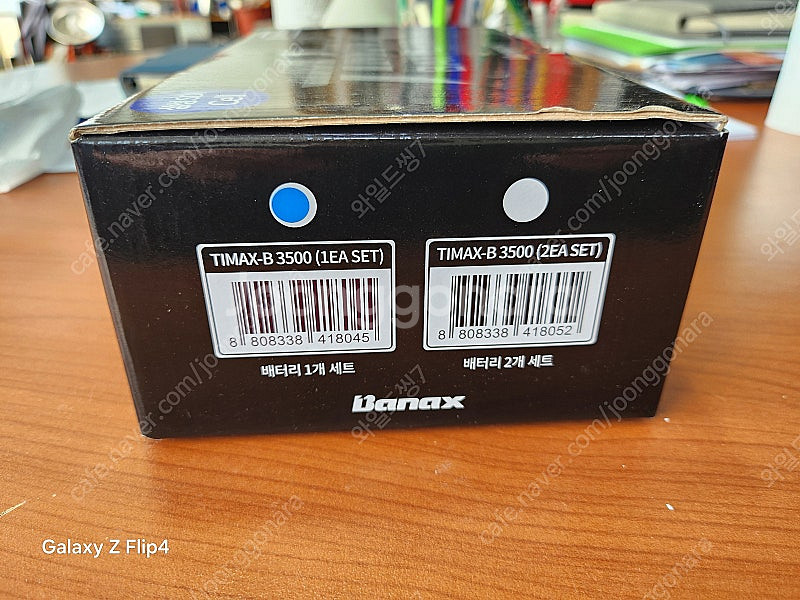 TIMAX-B 3500 (1EA SET)
8 808338 418045
배터리 1개 세트
TIMAX-B 3500 (2EA SET)
8 808338 418052
배터리 2개 세트
Banax
joonggonara
cafe.naver.com/joonggonara
와일드쌩7
Galaxy Z Flip4